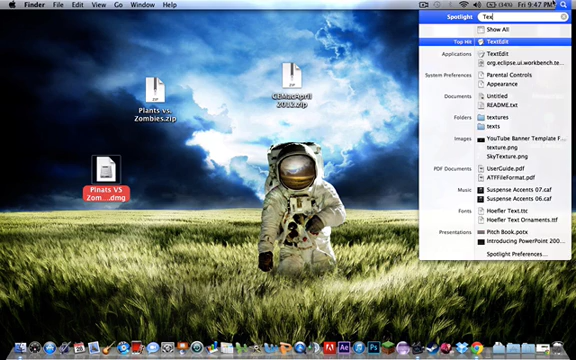 Finder File Edit View Go Window Help
(34%) Fri 9:47 PM
Spotlight Tex
Show All
Top Hit TextEdit
Applications TextEdit
org.eclipse.ui.workbench.te...
System Preferences Parental Controls
Appearance
Documents Untitled
README.txt
Folders textures
texts
Images YouTube Banner Template F...
texture.png
SkyTexture.png
PDF Documents UserGuide.pdf
ATFFileFormat.pdf
Music Suspense Accents 07.caf
Suspense Accents 06.caf
Fonts Hoefler Text.ttc
Hoefler Text Ornaments.ttf
Presentations Pitch Book.potx
Introducing PowerPoint 200...
Spotlight Preferences...
Plants vs.
Zombies.zip
2012.zip
Plnats VS
Zom....dmg